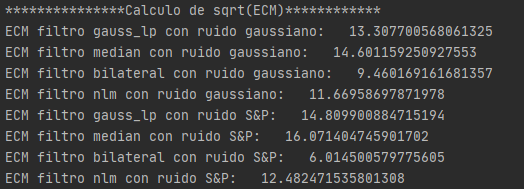 ***************Calculo de sqrt(ECM)************
ECM filtro gauss_lp con ruido gaussiano:   13.307700568061325
ECM filtro median con ruido gaussiano:   14.601159250927553
ECM filtro bilateral con ruido gaussiano:   9.460169161681357
ECM filtro nlm con ruido gaussiano:   11.66958697871978
ECM filtro gauss_lp con ruido S&P:   14.809900884715194
ECM filtro median con ruido S&P:   16.071404745901702
ECM filtro bilateral con ruido S&P:   6.014500579775605
ECM filtro nlm con ruido S&P:   12.482471535801308